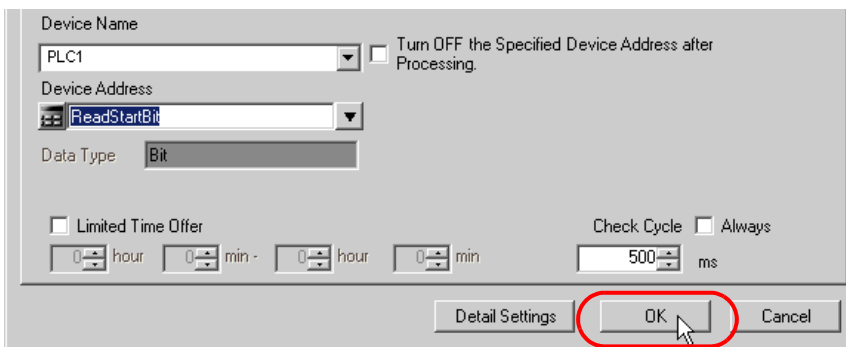 Device Name
PLC1
Turn OFF the Specified Device Address after
Processing.
Device Address
ReadStartBit
Data Type Bit
Limited Time Offer
Check Cycle Always
0 hour 0 min - 0 hour 0 min
500 ms
Detail Settings OK Cancel